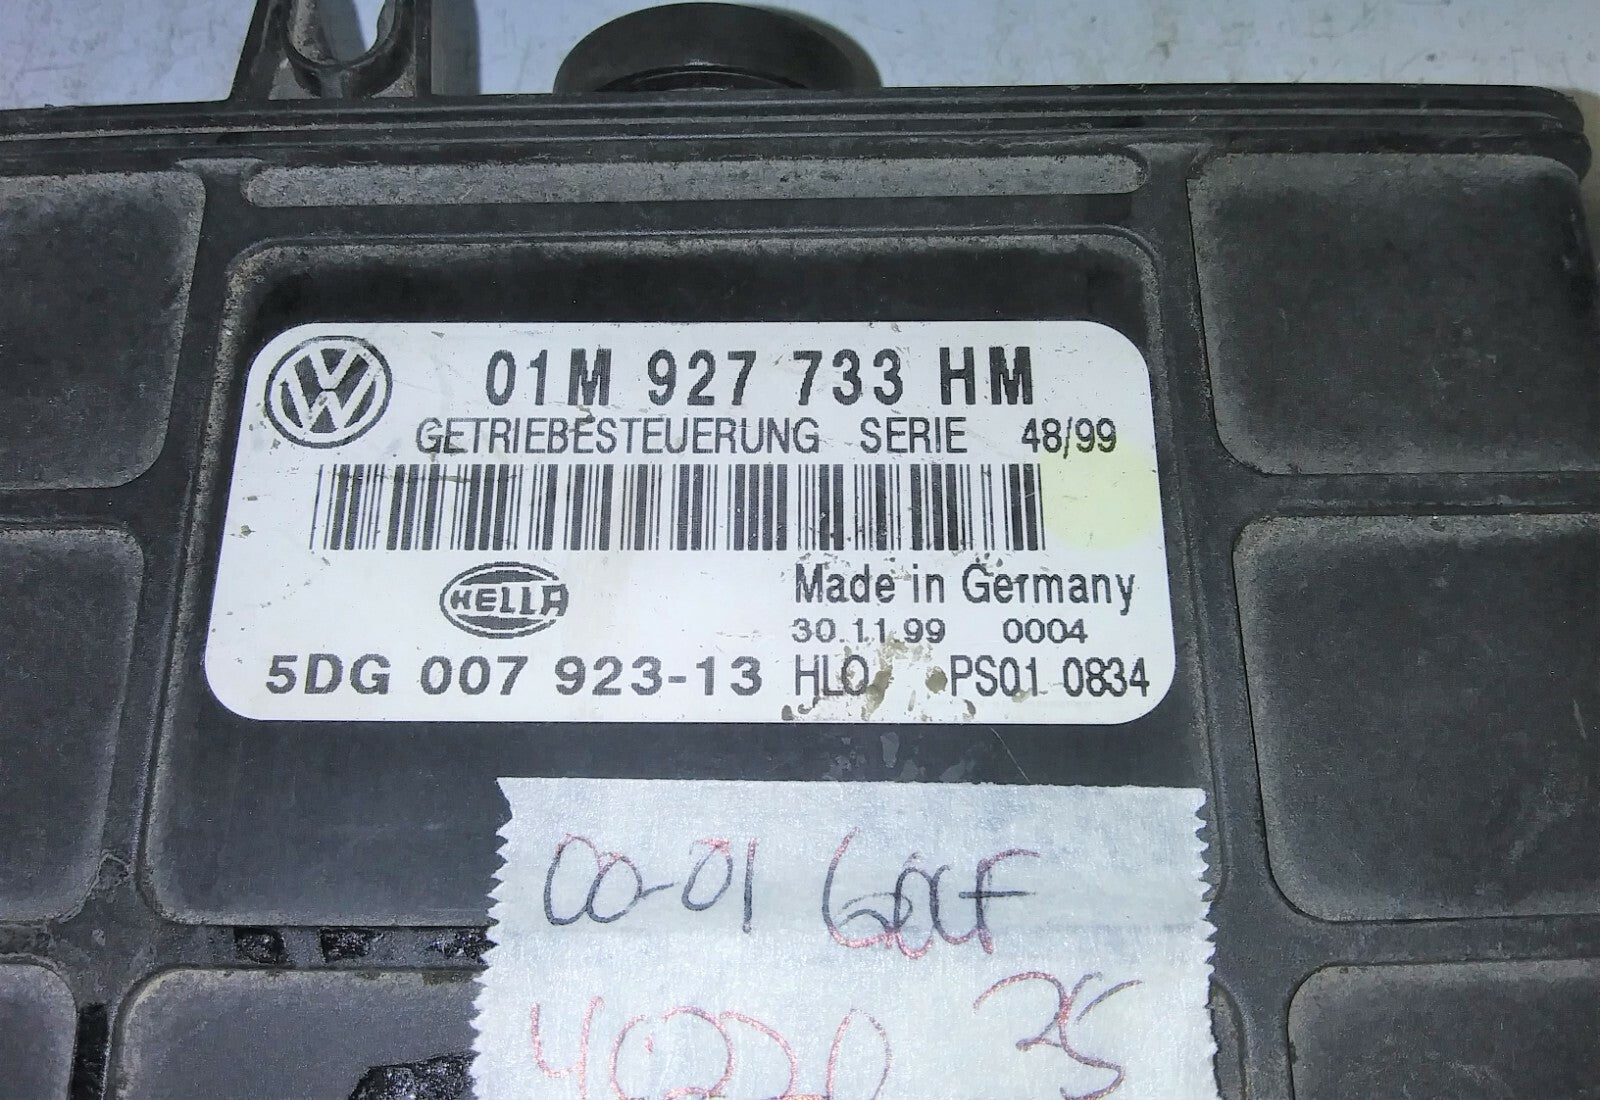 01M 927 733 HM
GETRIEBESTEUERUNG SERIE 48/99
HELLA
Made in Germany
30.11.99 0004
5DG 007 923-13 HLO PS01 0834
00-01 GOLF
35